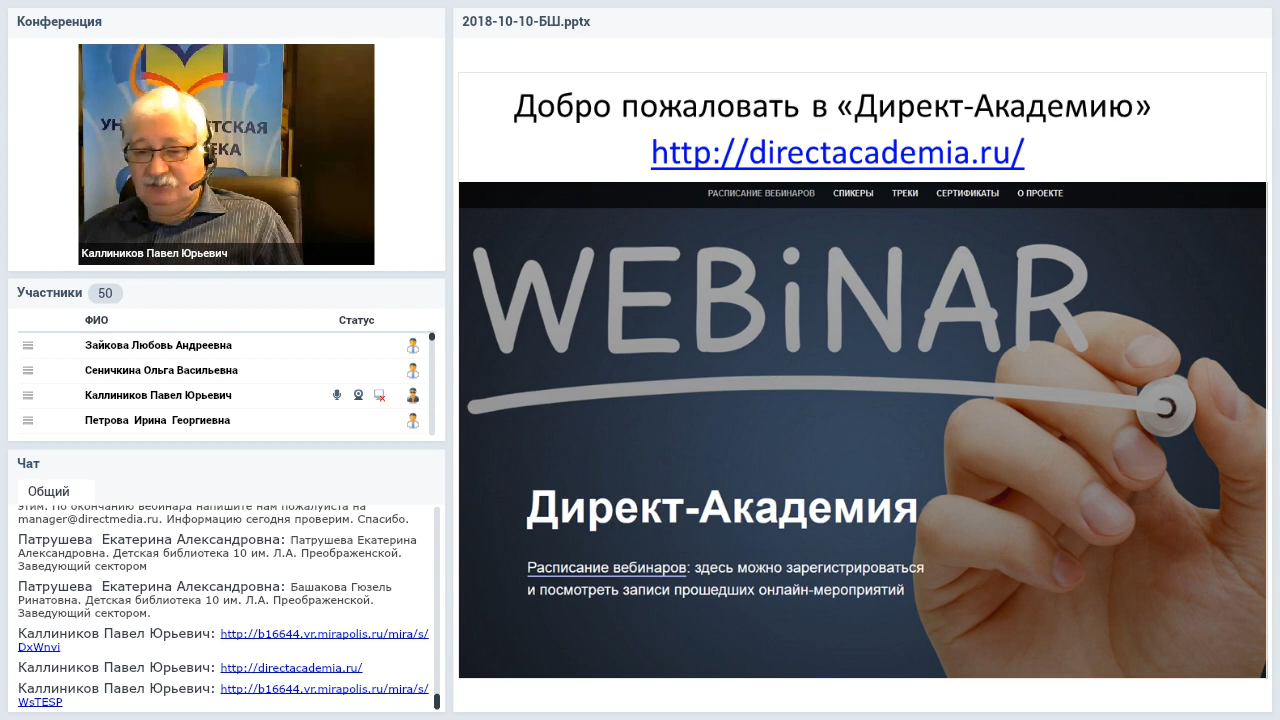 Конференция
УН ТСКАЯ
ЕКА
Каллиников Павел Юрьевич
Участники 50
ФИО Статус
Зайкова Любовь Андреевна
Сеничкина Ольга Васильевна
Каллиников Павел Юрьевич
Петрова Ирина Георгиевна
Чат
Общий
этим. По окончанию вебинара напишите нам пожалуйста на
manager@directmedia.ru. Информацию сегодня проверим. Спасибо.
Патрушева Екатерина Александровна: Патрушева Екатерина
Александровна. Детская библиотека 10 им. Л.А. Преображенской.
Заведующий сектором
Патрушева Екатерина Александровна: Башакова Гюзель
Ринатовна. Детская библиотека 10 им. Л.А. Преображенской.
Заведующий сектором.
Каллиников Павел Юрьевич: http://b16644.vr.mirapolis.ru/mira/s/
DxWnvi
Каллиников Павел Юрьевич: http://directacademia.ru/
Каллиников Павел Юрьевич: http://b16644.vr.mirapolis.ru/mira/s/
WsTESP
2018-10-10-БШ.pptx
Добро пожаловать в «Директ-Академию»
http://directacademia.ru/
РАСПИСАНИЕ ВЕБИНАРОВ СПИКЕРЫ ТРЕКИ СЕРТИФИКАТЫ О ПРОЕКТЕ
WEBiNAR
Директ-Академия
Расписание вебинаров: здесь можно зарегистрироваться
и посмотреть записи прошедших онлайн-мероприятий